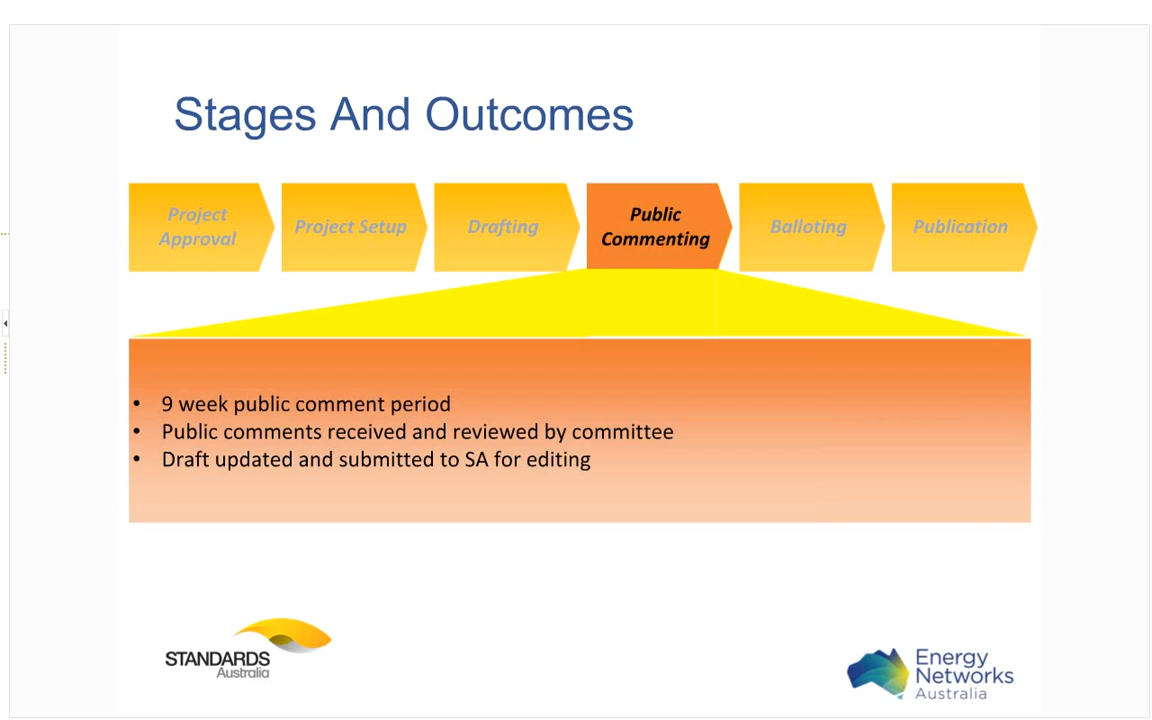 Stages And Outcomes
Project
Approval
Project Setup
Drafting
Public
Commenting
Balloting
Publication
• 9 week public comment period
• Public comments received and reviewed by committee
• Draft updated and submitted to SA for editing
STANDARDS
Australia
Energy
Networks
Australia